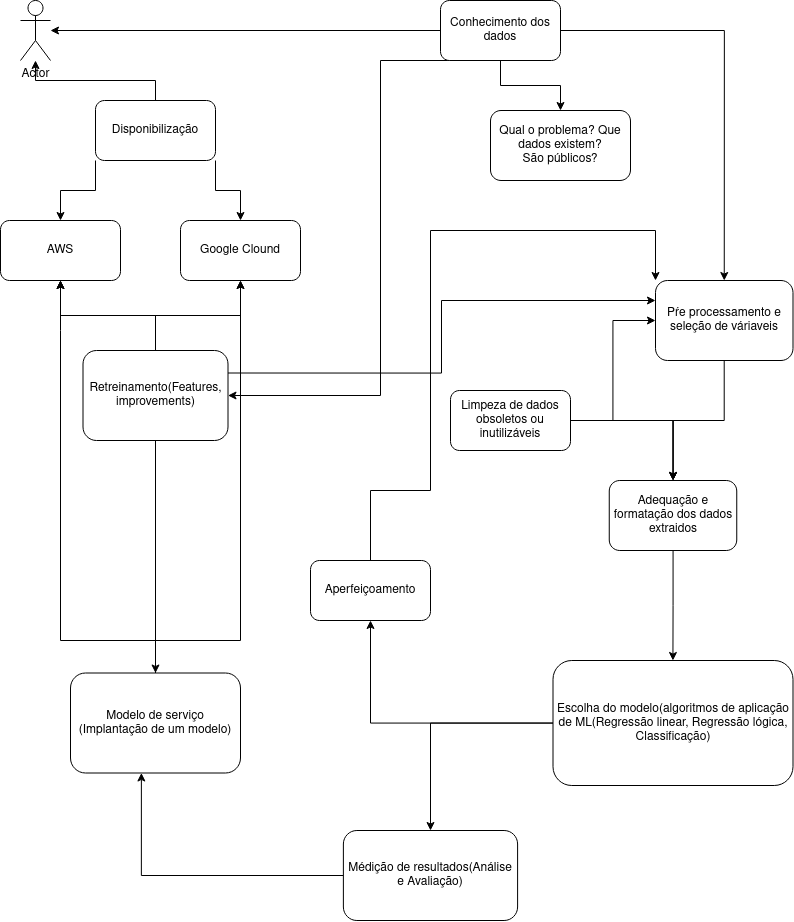 Conhecimento dos
dados
Actor
Disponibilização
Qual o problema? Que
dados existem?
São públicos?
AWS
Google Clound
Pŕe processamento e
seleção de váriaveis
Retreinamento(Features,
improvements)
Limpeza de dados
obsoletos ou
inutilizáveis
Adequação e
formatação dos dados
extraidos
Aperfeiçoamento
Modelo de serviço
(Implantação de um modelo)
Escolha do modelo(algoritmos de aplicação
de ML(Regressão linear, Regressão lógica,
Classificação)
Médição de resultados(Análise
e Avaliação)